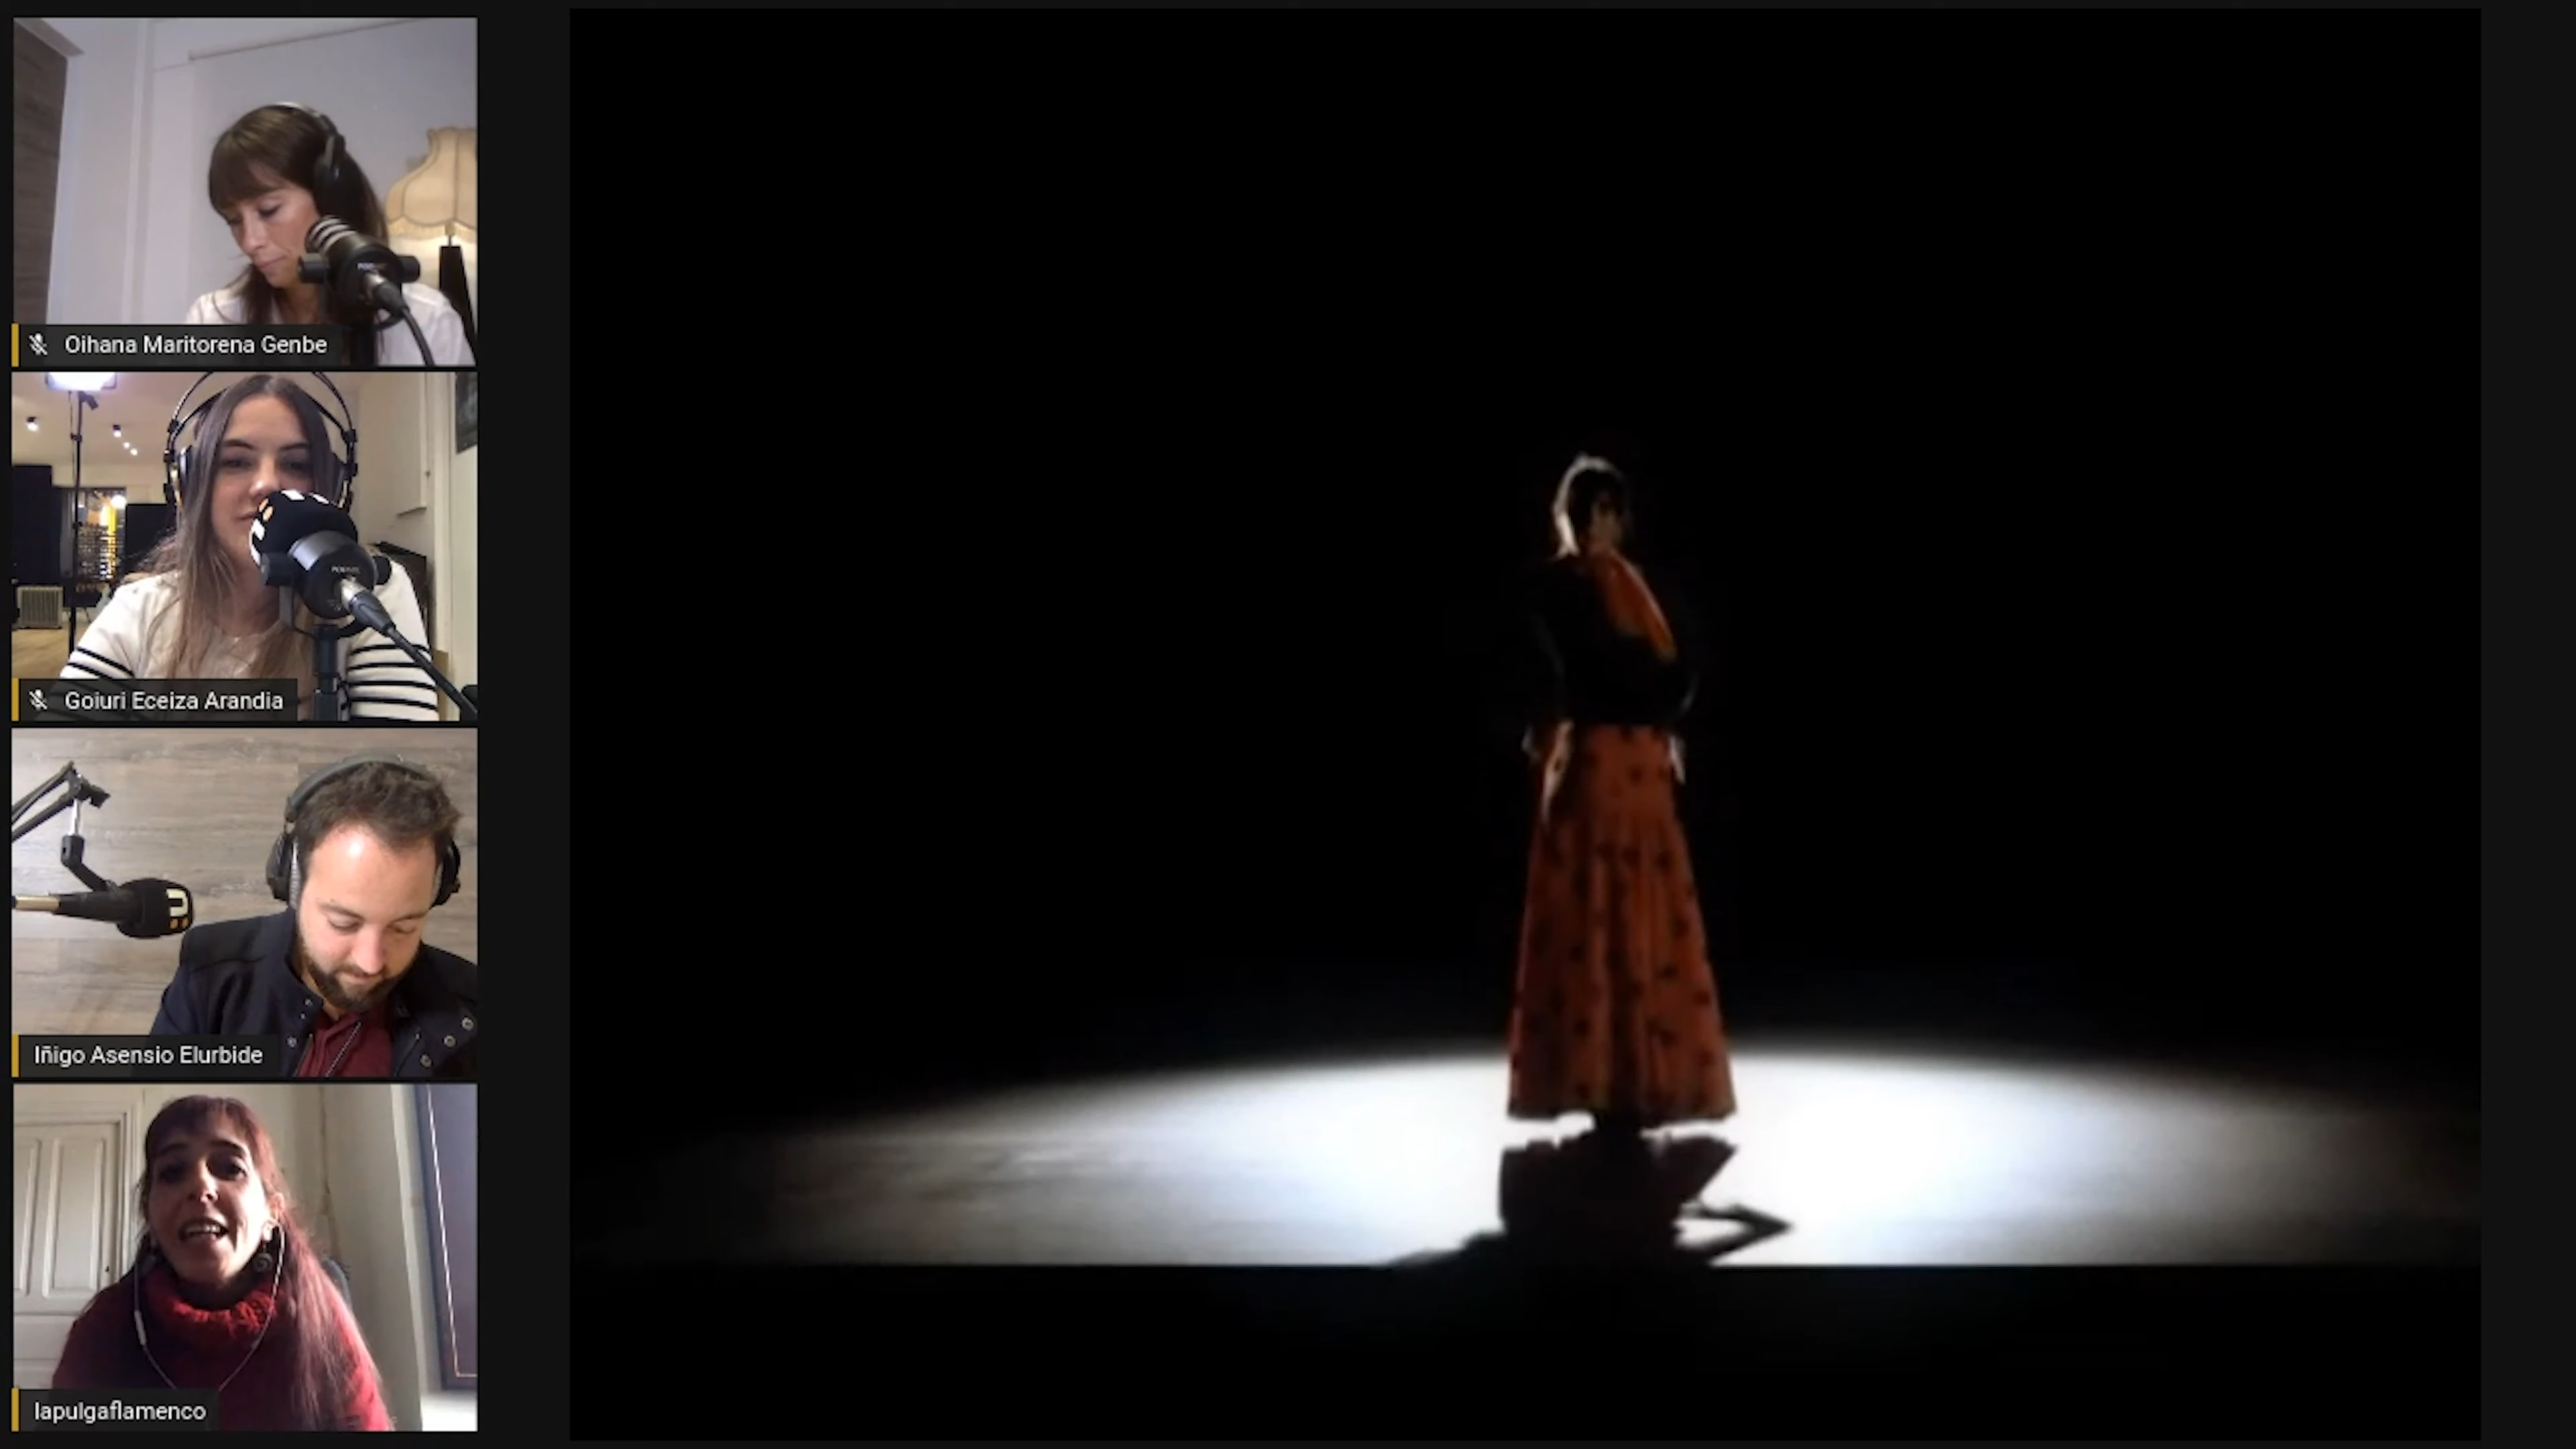 Oihana Maritorena Genbe
Goiuri Eceiza Arandia
Iñigo Asensio Elurbide
lapulgaflamenco